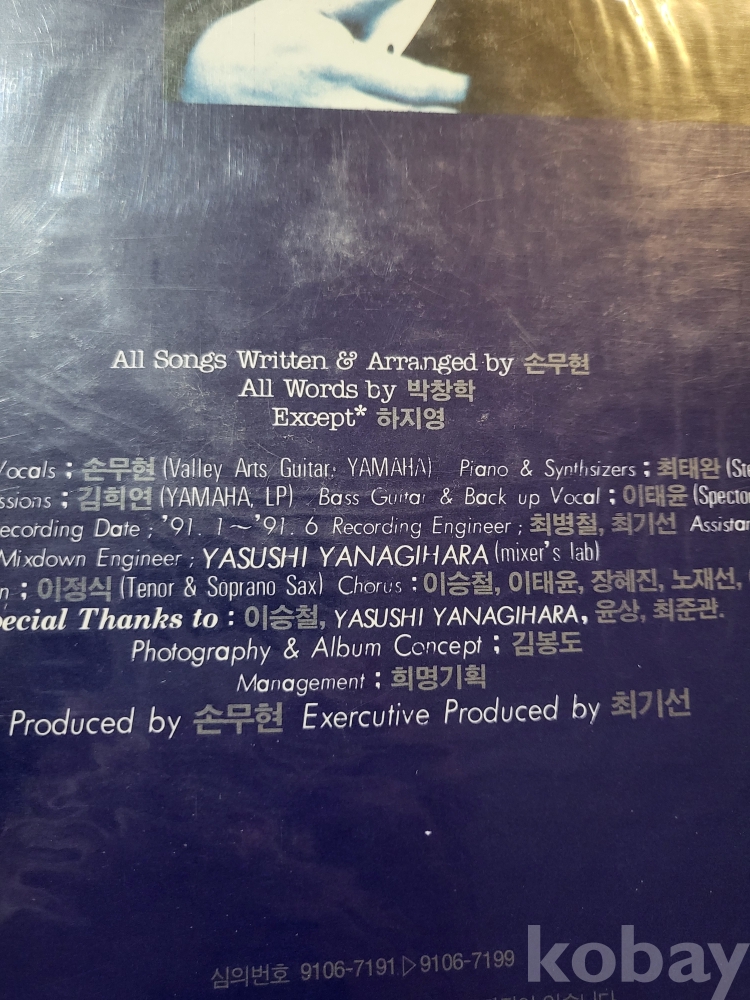 All Songs Written & Arranged by 손무현
All Words by 박창학
Except* 하지영
Vocals ; 손무현 (Valley Arts Guitar, YAMAHA) Piano & Synthsizers ; 최태완
ssions ; 김희연 (YAMAHA, LP) Bass Guitar & Back up Vocal ; 이태윤 (Spector
ecording Date ; '91. 1～'91. 6 Recording Engineer ; 최병철, 최기선 Assistan
Mixdown Engineer ; YASUSHI YANAGIHARA (mixer's lab)
n ; 이정식 (Tenor & Soprano Sax) Chorus : 이승철, 이태윤, 장혜진, 노재선,
pecial Thanks to : 이승철, YASUSHI YANAGIHARA, 윤상, 최준관.
Photography & Album Concept ; 김봉도
Management : 희명기획
Produced by 손무현 Exercutive Produced by 최기선
심의번호 9106-7191▷9106-7199
kobay